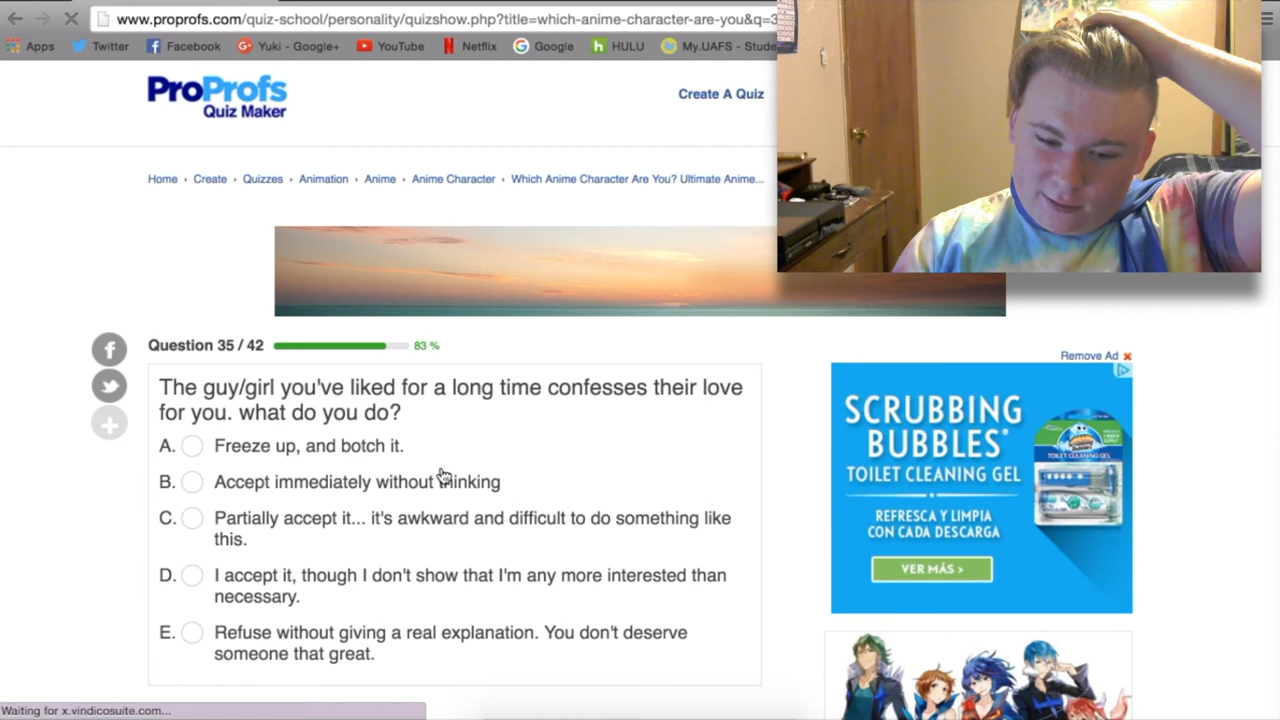 www.proprofs.com/quiz-school/personality/quizshow.php?title=which-anime-character-are-you&q=3
Apps Twitter Facebook Yuki - Google+ YouTube Netflix Google HULU My.UAFS - Stude
ProProfs
Quiz Maker
Create A Quiz
Home › Create › Quizzes › Animation › Anime › Anime Character › Which Anime Character Are You? Ultimate Anime...
Question 35 / 42 83 %
The guy/girl you've liked for a long time confesses their love
for you. what do you do?
A. Freeze up, and botch it.
B. Accept immediately without thinking
C. Partially accept it... it's awkward and difficult to do something like
this.
D. I accept it, though I don't show that I'm any more interested than
necessary.
E. Refuse without giving a real explanation. You don't deserve
someone that great.
Remove Ad x
SCRUBBING
BUBBLES®
TOILET CLEANING GEL
REFRESCA Y LIMPIA
CON CADA DESCARGA
VER MÁS >
Waiting for x.vindicosuite.com...